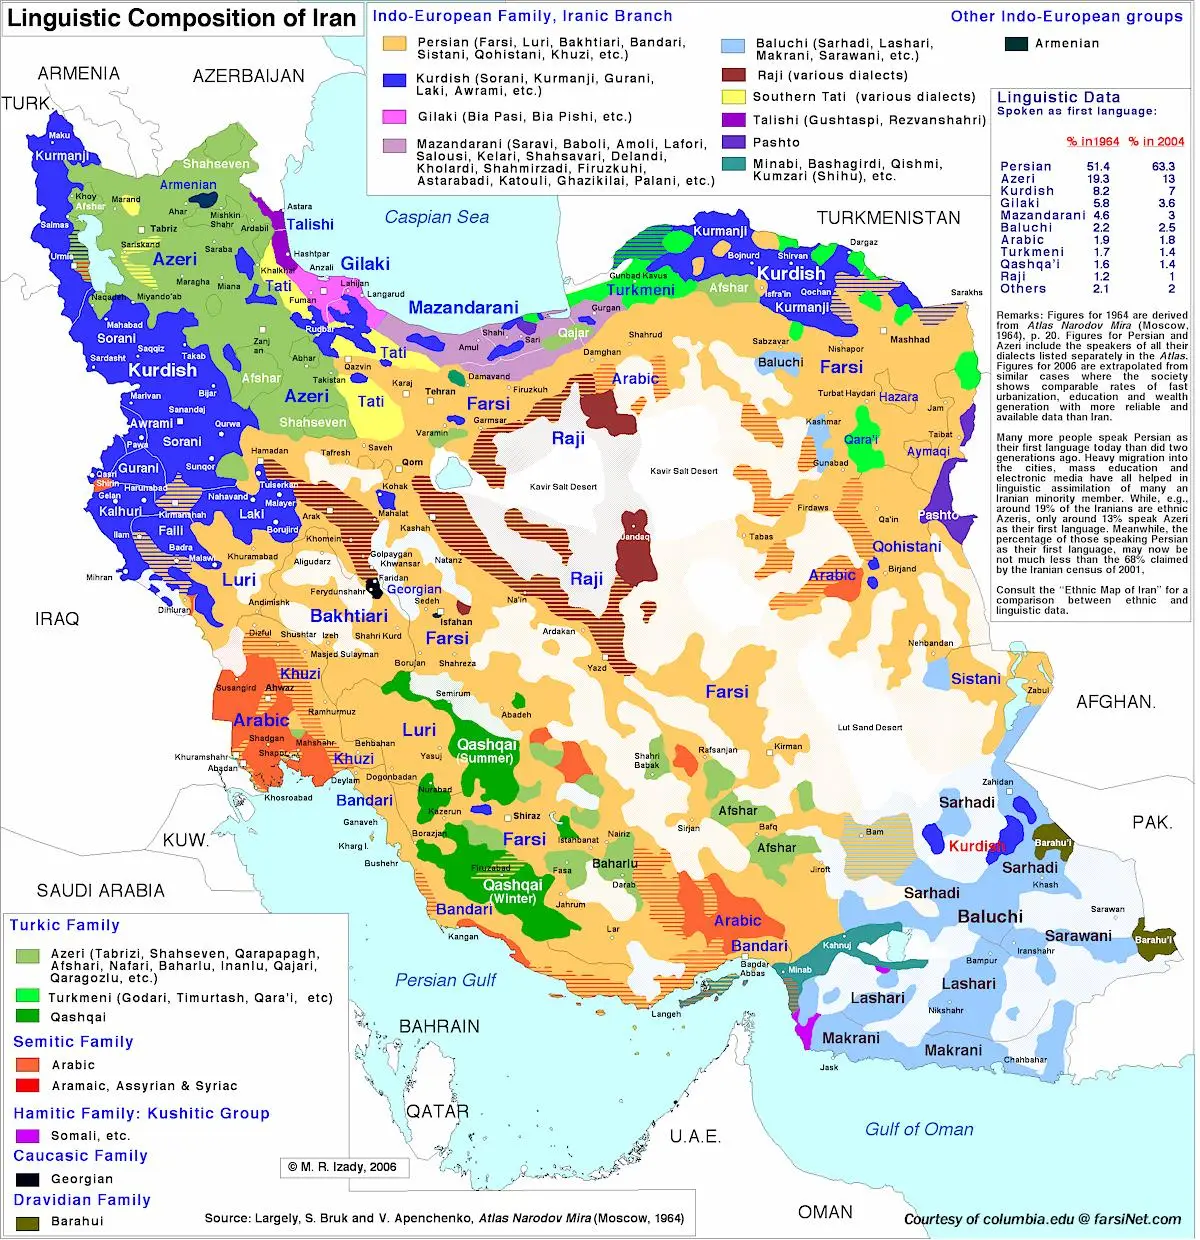 Linguistic Composition of Iran
Indo-European Family, Iranic Branch
Other Indo-European groups
Persian (Farsi, Luri, Bakhtiari, Bandari,
Sistani, Qohistani, Khuzi, etc.)
Kurdish (Sorani, Kurmanji, Gurani,
Laki, Awrami, etc.)
Gilaki (Bia Pasi, Bia Pishi, etc.)
Mazandarani (Saravi, Baboli, Amoli, Lafori,
Salousi, Kelari, Shahsavari, Delandi,
Kholardi, Shahmirzadi, Firuzkuhi,
Astarabadi, Katouli, Ghazikilai, Palani, etc.)
Baluchi (Sarhadi, Lashari,
Makrani, Sarawani, etc.)
Raji (various dialects)
Southern Tati (various dialects)
Talishi (Gushtaspi, Rezvanshahri)
Pashto
Minabi, Bashagirdi, Qishmi,
Kumzari (Shihu), etc.
Armenian
Linguistic Data
Spoken as first language:
% in1964 % in 2004
Persian 51.4 63.3
Azeri 19.3 13
Kurdish 8.2 7
Gilaki 5.8 3.6
Mazandarani 4.6 3
Baluchi 2.2 2.5
Arabic 1.9 1.8
Turkmeni 1.7 1.4
Qashqa'i 1.6 1.4
Raji 1.2 1
Others 2.1 2
Remarks: Figures for 1964 are derived
from Atlas Narodov Mira (Moscow,
1964), p. 20. Figures for Persian and
Azeri include the speakers of all their
dialects listed separately in the Atlas.
Figures for 2006 are extrapolated from
similar cases where the society
shows comparable rates of fast
urbanization, education and wealth
generation with more reliable and
available data than Iran.
Many more people speak Persian as
their first language today than did two
generations ago. Heavy migration into
the cities, mass education and
electronic media have all helped in
linguistic assimilation of many an
Iranian minority member. While, e.g.,
around 19% of the Iranians are ethnic
Azeris, only around 13% speak Azeri
as their first language. Meanwhile, the
percentage of those speaking Persian
as their first language, may now be
not much less than the 68% claimed
by the Iranian census of 2001,
Consult the "Ethnic Map of Iran" for a
comparison between ethnic and
linguistic data.
ARMENIA
AZERBAIJAN
TURK.
Caspian Sea
TURKMENISTAN
IRAQ
AFGHAN.
PAK.
KUW.
SAUDI ARABIA
Persian Gulf
BAHRAIN
QATAR
U.A.E.
Gulf of Oman
OMAN
Maku
Kurmanji
Shahseven
Armenian
Khoy
Afshar
Marand
Ahar
Mishkin
Shahr
Ardabil
Astara
Talishi
Salmas
Tabriz
Sariskand
Azeri
Saraba
Urmia
Maragha
Miana
Khalkhal
Hashtpar
Anzali
Gilaki
Tati
Fuman
Lahijan
Langarud
Rudbar
Naqadeh
Miyando'ab
Mahabad
Sorani
Saqqiz
Sardasht
Takab
Kurdish
Zanj
an
Abhar
Takistan
Qazvin
Tati
Mazandarani
Amul
Shahi
Sari
Qajar
Gurgan
Gunbad Kavus
Turkmeni
Kurmanji
Bojnurd
Shirvan
Dargaz
Kurdish
Afshar
Isfra'in
Qochan
Kurmanji
Sarakhs
Mashhad
Marivan
Bijar
Afshar
Azeri
Shahseven
Tati
Karaj
Tehran
Damavand
Firuzkuh
Farsi
Garmsar
Varamin
Damghan
Shahrud
Arabic
Sabzavar
Nishapor
Baluchi
Farsi
Turbat Haydari
Hazara
Jam
Sanandaj
Awrami
Qurwa
Pawa
Sorani
Gurani
Sunqor
Qasri
Shirin
Gelan
Harunabad
Kalhuri
Kirmanshah
Faili
Ilam
Badra
Malawi
Hamadan
Tuiserkan
Nahavand
Malayer
Laki
Borujird
Tafresh
Saveh
Qom
Arak
Kohak
Mahalat
Kashah
Khomein
Raji
Kavir Salt Desert
Kavir Salt Desert
Jandaq
Raji
Tabas
Kashmar
Qara'i
Gunabad
Taibat
Aymaqi
Firdaws
Qa'in
Pashto
Qohistani
Arabic
Birjand
Mihran
Khuramabad
Aligudarz
Golpaygan
Khwansar
Natanz
Faridan
Ferydunshahr
Georgian
Luri
Bakhtiari
Sedeh
Isfahan
Farsi
Na'in
Ardakan
Yazd
Dihluran
Andimishk
Dizful
Shushtar
Izeh
Shahri Kurd
Masjed Sulayman
Borujan
Shahreza
Semirum
Farsi
Nehbandan
Sistani
Zabul
Susangird
Ahwaz
Khuzi
Arabic
Ramhurmuz
Shadgan
Mahshahr
Shapur
Khuramshahr
Abadan
Khosroabad
Khuzi
Deylam
Behbahan
Luri
Yasuj
Dogonbadan
Bandari
Qashqai
(Summer)
Abadeh
Nurabad
Kazerun
Shiraz
Ganaveh
Kharg I.
Borazjan
Bushehr
Farsi
Istahbanat
Nairiz
Shahri
Babak
Rafsanjan
Kirman
Lut Sand Desert
Sirjan
Afshar
Bafq
Afshar
Jiroft
Bam
Zahidan
Sarhadi
Kurdish
Barahu'i
Sarhadi
Khash
Firuzabad
Qashqai
(Winter)
Fasa
Baharlu
Darab
Jahrum
Bandari
Kangan
Lar
Arabic
Bandari
Bandar
Abbas
Langeh
Minab
Kahnuj
Sarhadi
Baluchi
Sarawan
Sarawani
Barahu'i
Bampur
Iranshahr
Lashari
Lashari
Nikshahr
Makrani
Makrani
Jask
Chahbahar
Turkic Family
Azeri (Tabrizi, Shahseven, Qarapapagh,
Afshari, Nafari, Baharlu, Inanlu, Qajari,
Qaragozlu, etc.)
Turkmeni (Godari, Timurtash, Qara'i, etc)
Qashqai
Semitic Family
Arabic
Aramaic, Assyrian & Syriac
Hamitic Family: Kushitic Group
Somali, etc.
Caucasic Family
Georgian
Dravidian Family
Barahui
© M. R. Izady, 2006
Source: Largely, S. Bruk and V. Apenchenko, Atlas Narodov Mira (Moscow, 1964)
Courtesy of columbia.edu @ farsiNet.com